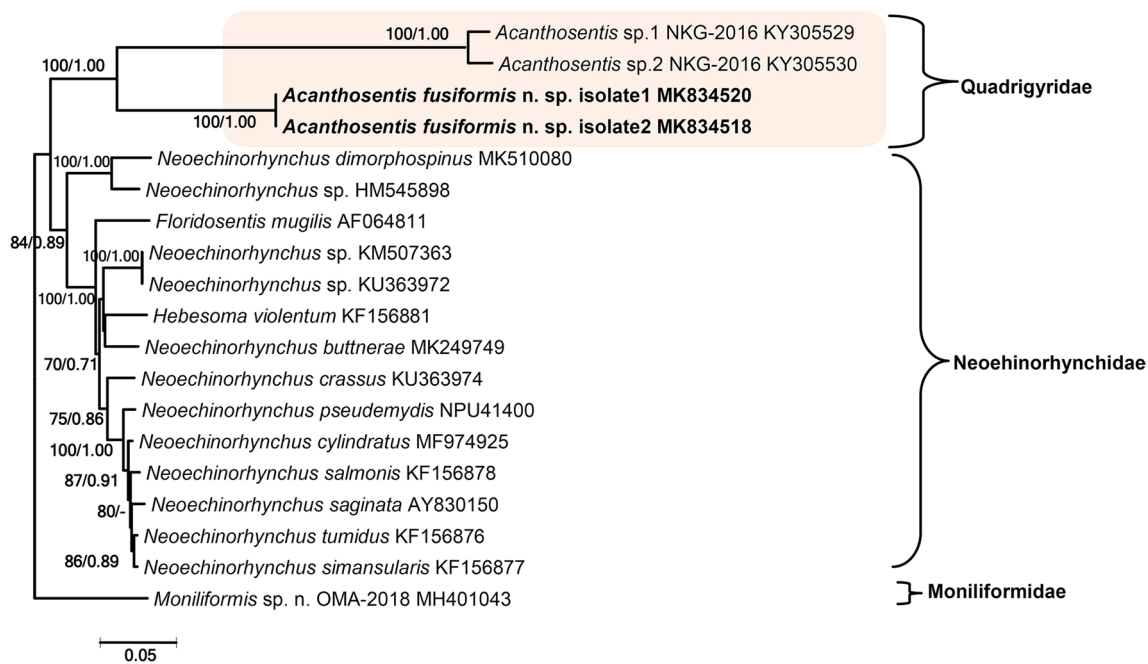 100/1.00
Acanthosentis sp.1 NKG-2016 KY305529
100/1.00
Acanthosentis sp.2 NKG-2016 KY305530
Quadrigyridae
Acanthosentis fusiformis n. sp. isolate1 MK834520
100/1.00
Acanthosentis fusiformis n. sp. isolate2 MK834518
100/1.00
Neoechinorhynchus dimorphospinus MK510080
Neoechinorhynchus sp. HM545898
Floridosentis mugilis AF064811
84/0.89
100/1.00
Neoechinorhynchus sp. KM507363
Neoechinorhynchus sp. KU363972
100/1.00
Hebesoma violentum KF156881
Neoechinorhynchus buttnerae MK249749
70/0.71
Neoehinorhynchidae
Neoechinorhynchus crassus KU363974
Neoechinorhynchus pseudemydis NPU41400
75/0.86
Neoechinorhynchus cylindratus MF974925
100/1.00
Neoechinorhynchus salmonis KF156878
87/0.91
Neoechinorhynchus saginata AY830150
80/-
Neoechinorhynchus tumidus KF156876
86/0.89
Neoechinorhynchus simansularis KF156877
Moniliformis sp. n. OMA-2018 MH401043
Moniliformidae
0.05